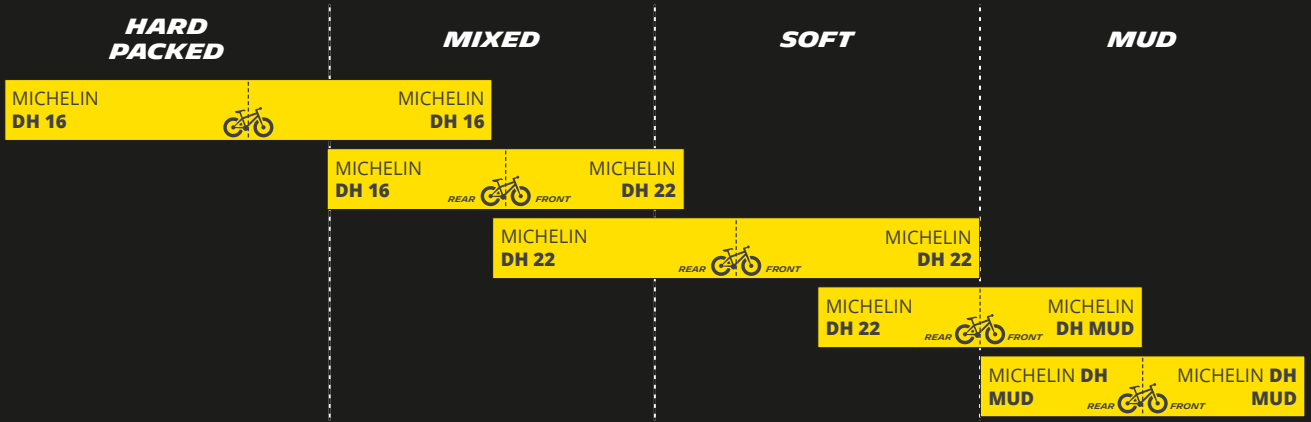 HARD
PACKED
MIXED
SOFT
MUD
MICHELIN
DH 16
MICHELIN
DH 16
MICHELIN
DH 16
REAR
FRONT
MICHELIN
DH 22
MICHELIN
DH 22
REAR
FRONT
MICHELIN
DH 22
MICHELIN
DH 22
REAR
FRONT
MICHELIN
DH MUD
MICHELIN DH
MUD
REAR
FRONT
MICHELIN DH
MUD